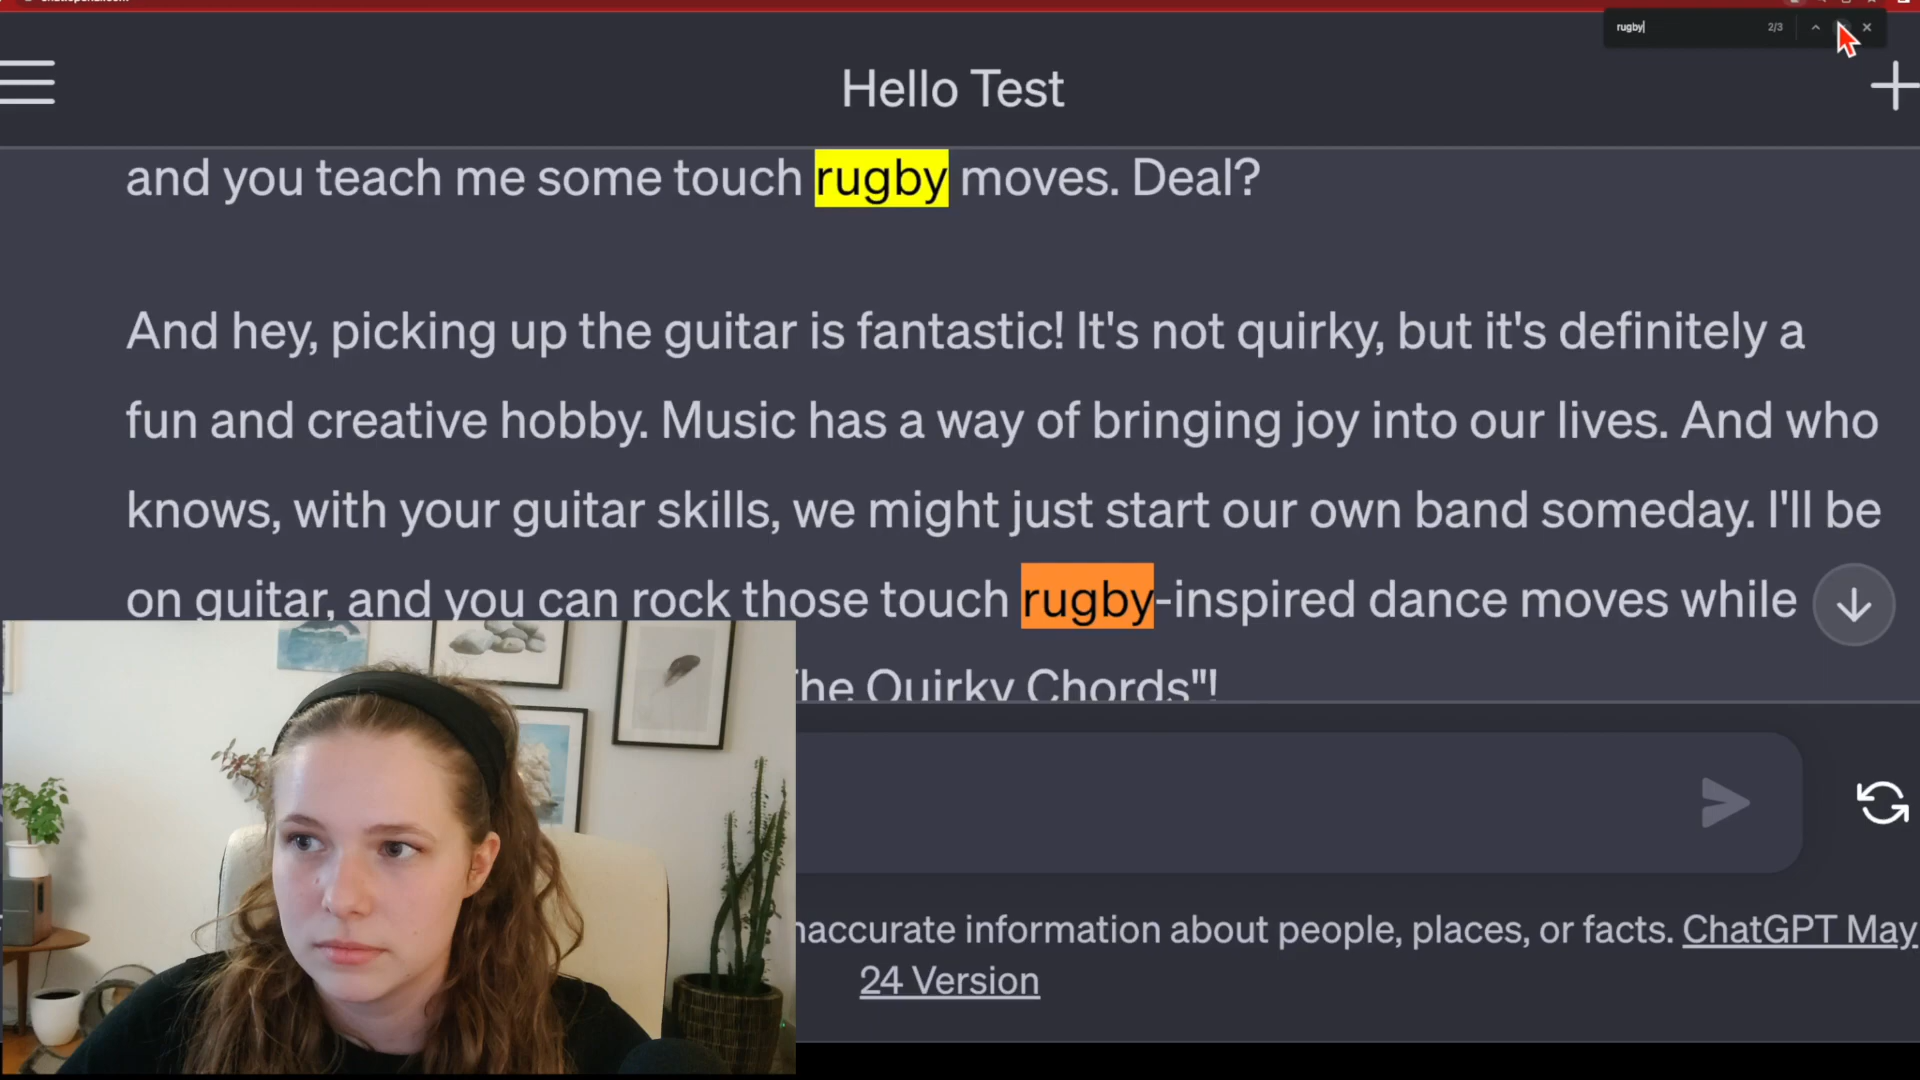 rugby 2/3
Hello Test
and you teach me some touch rugby moves. Deal?
And hey, picking up the guitar is fantastic! It's not quirky, but it's definitely a
fun and creative hobby. Music has a way of bringing joy into our lives. And who
knows, with your guitar skills, we might just start our own band someday. I'll be
on guitar, and you can rock those touch rugby-inspired dance moves while
The Quirky Chords"!
naccurate information about people, places, or facts. ChatGPT May
24 Version